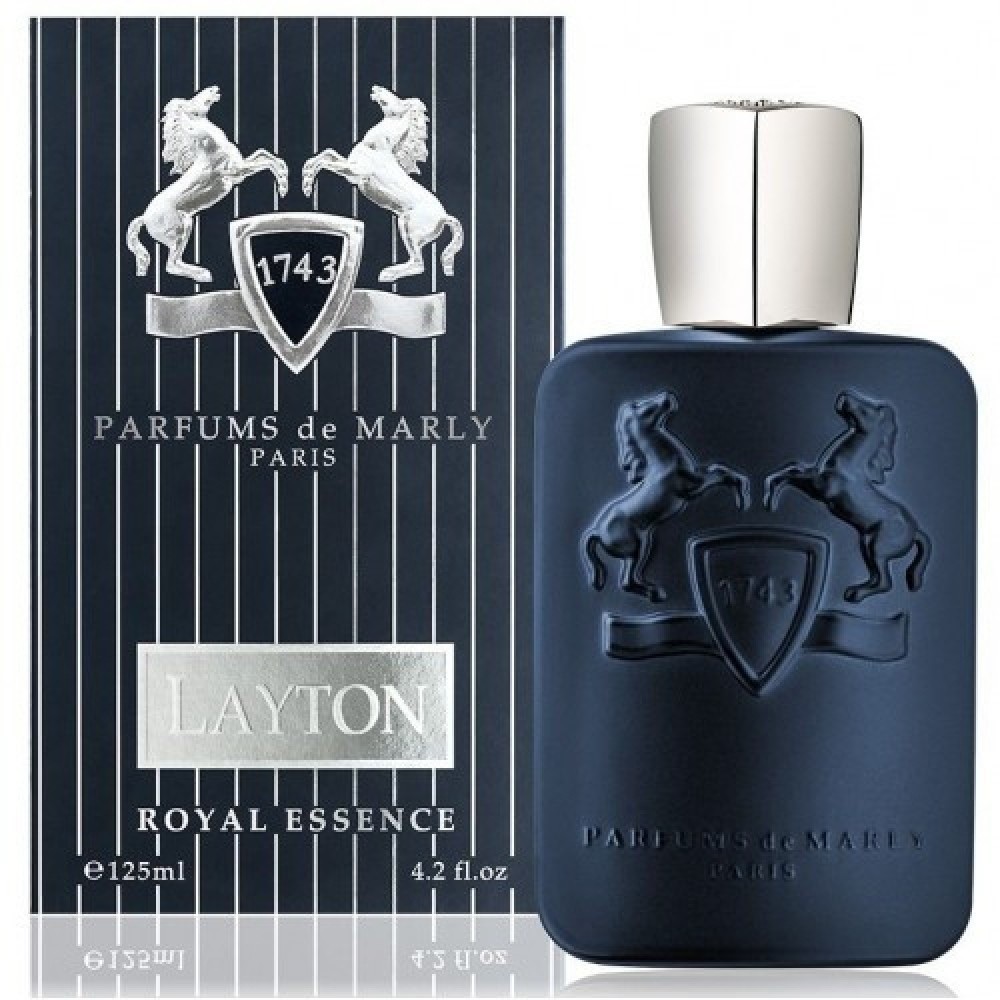 1743
PARFUMS de MARLY
PARIS
LAYTON
ROYAL ESSENCE
℮125ml 4.2 fl.oz
1743
PARFUMS de MARLY
PARIS